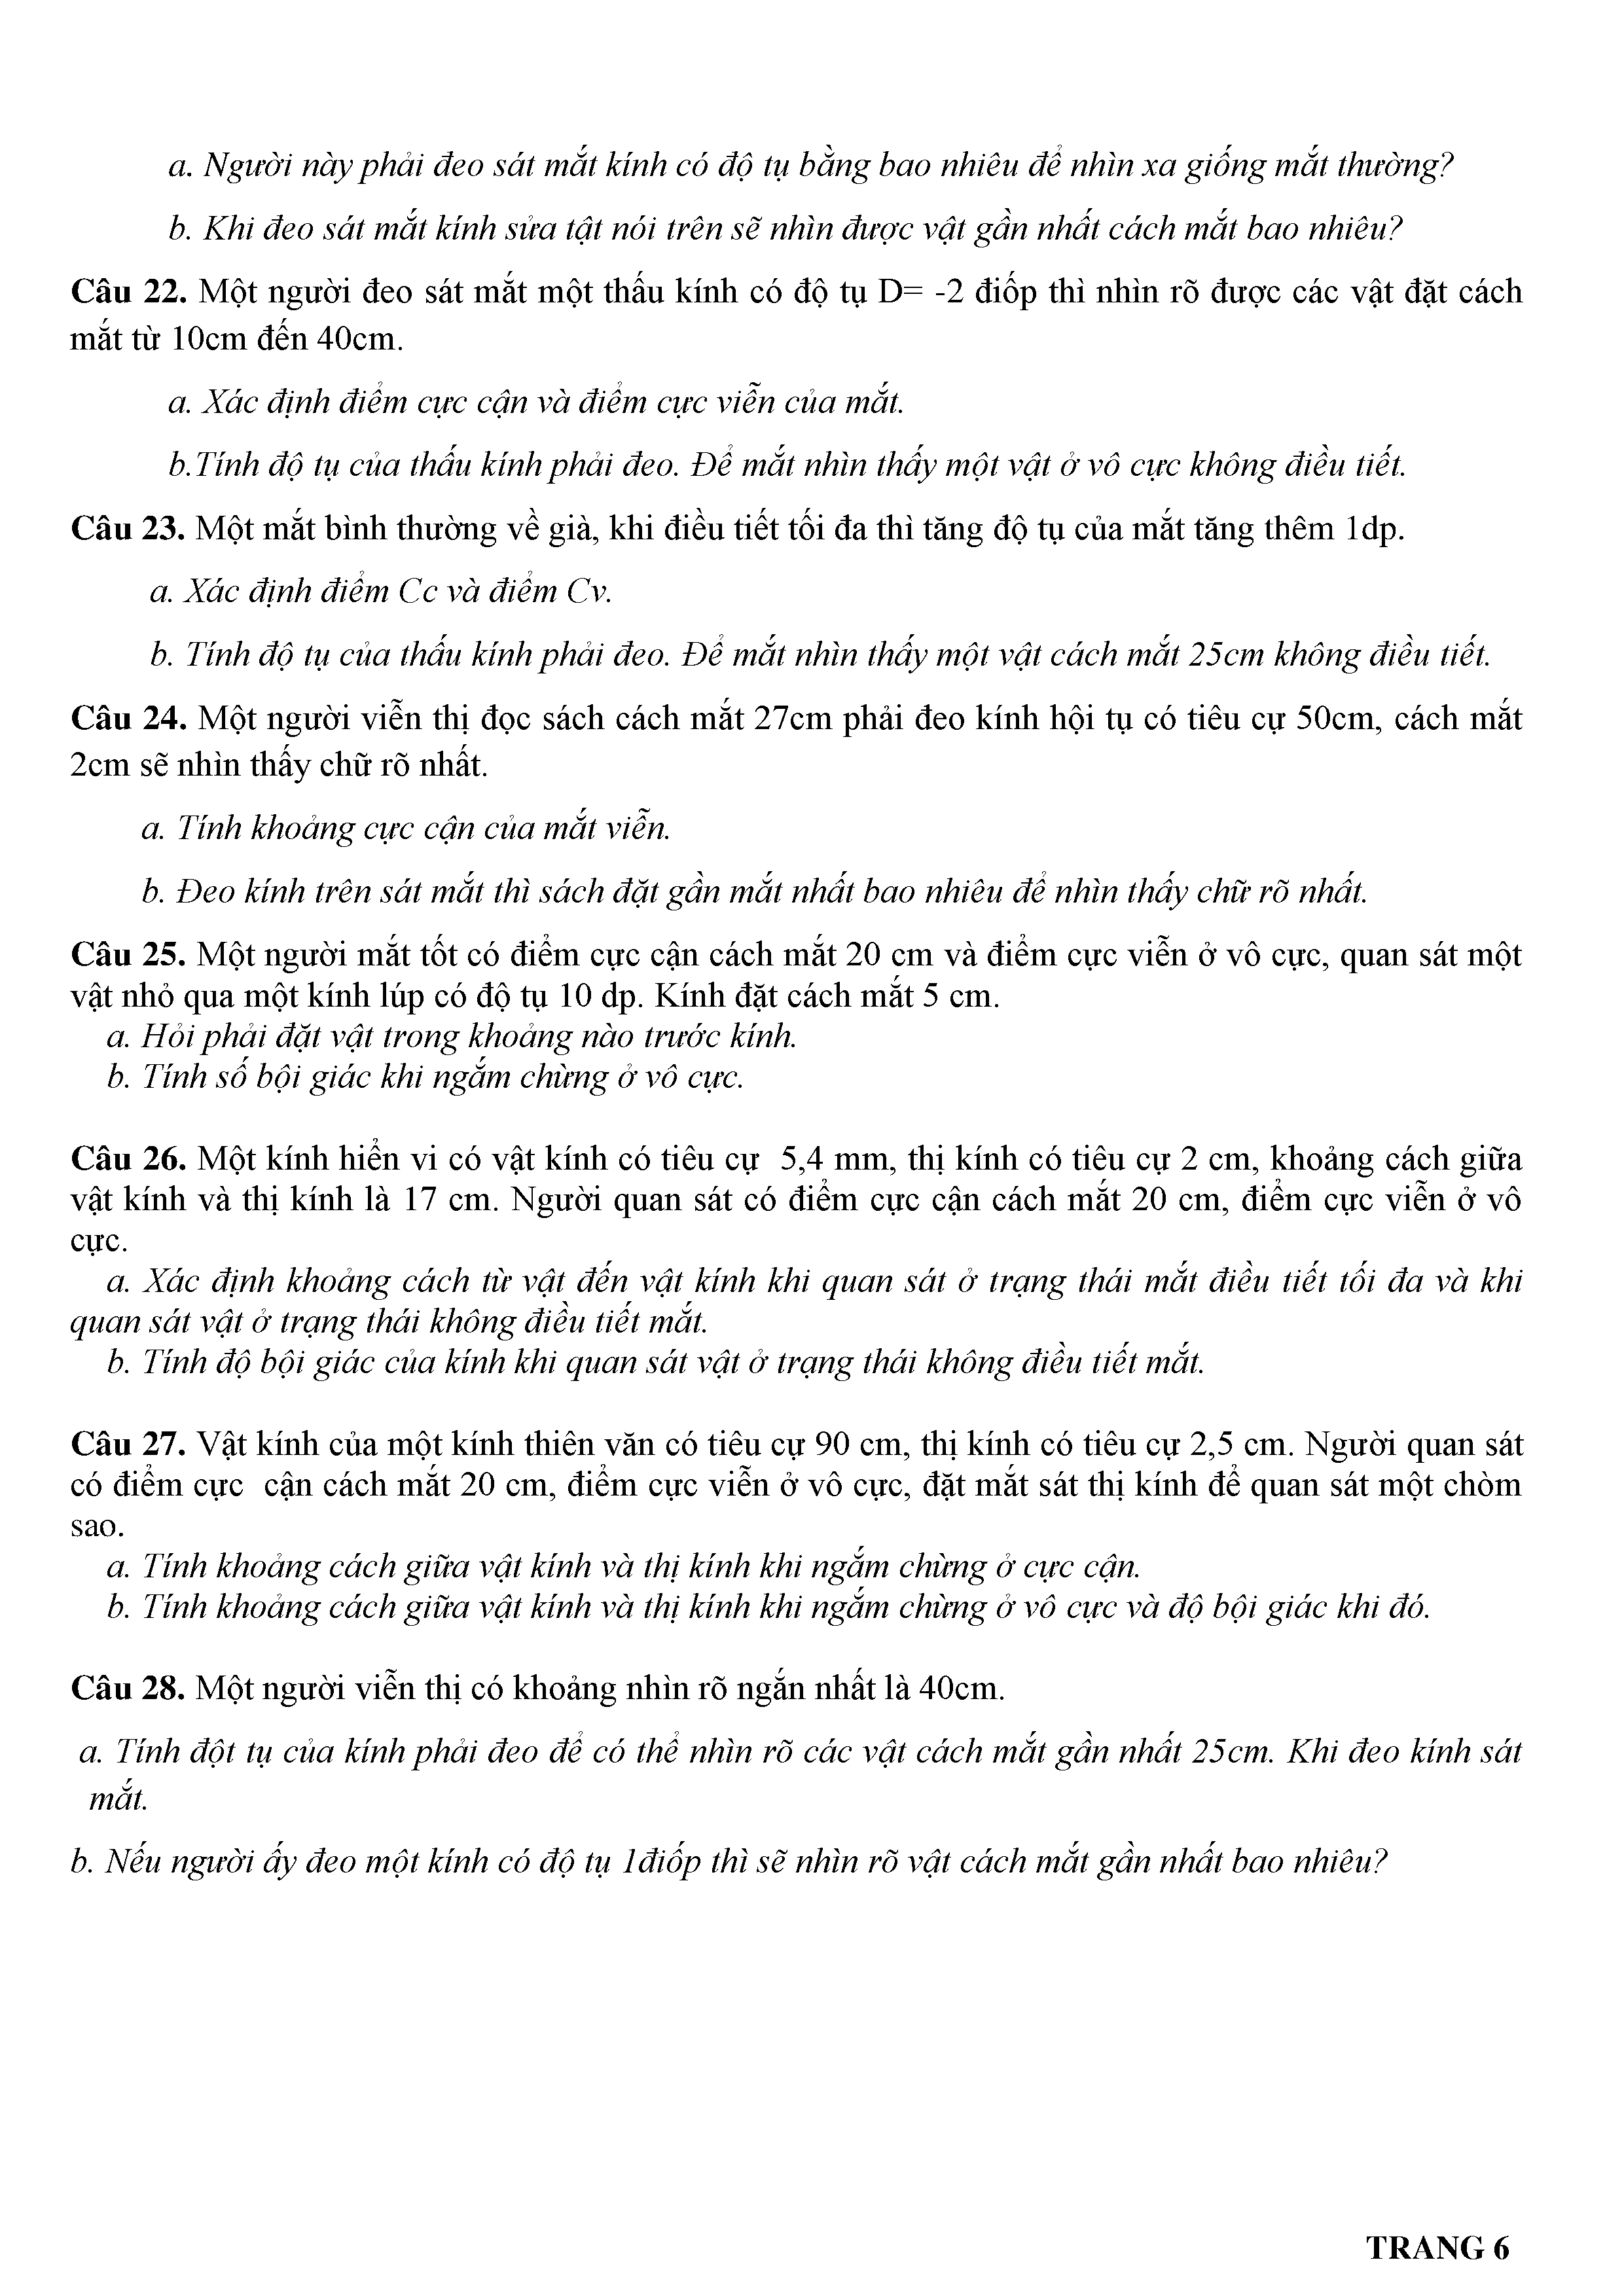 a. Người này phải đeo sát mắt kính có độ tụ bằng bao nhiêu để nhìn xa giống mắt thường?
b. Khi đeo sát mắt kính sửa tật nói trên sẽ nhìn được vật gần nhất cách mắt bao nhiêu?
Câu 22. Một người đeo sát mắt một thấu kính có độ tụ D= -2 điốp thì nhìn rõ được các vật đặt cách
mắt từ 10cm đến 40cm.
a. Xác định điểm cực cận và điểm cực viễn của mắt.
b.Tính độ tụ của thấu kính phải đeo. Để mắt nhìn thấy một vật ở vô cực không điều tiết.
Câu 23. Một mắt bình thường về già, khi điều tiết tối đa thì tăng độ tụ của mắt tăng thêm 1dp.
a. Xác định điểm Cc và điểm Cv.
b. Tính độ tụ của thấu kính phải đeo. Để mắt nhìn thấy một vật cách mắt 25cm không điều tiết.
Câu 24. Một người viễn thị đọc sách cách mắt 27cm phải đeo kính hội tụ có tiêu cự 50cm, cách mắt
2cm sẽ nhìn thấy chữ rõ nhất.
a. Tính khoảng cực cận của mắt viễn.
b. Đeo kính trên sát mắt thì sách đặt gần mắt nhất bao nhiêu để nhìn thấy chữ rõ nhất.
Câu 25. Một người mắt tốt có điểm cực cận cách mắt 20 cm và điểm cực viễn ở vô cực, quan sát một
vật nhỏ qua một kính lúp có độ tụ 10 dp. Kính đặt cách mắt 5 cm.
a. Hỏi phải đặt vật trong khoảng nào trước kính.
b. Tính số bội giác khi ngắm chừng ở vô cực.
Câu 26. Một kính hiển vi có vật kính có tiêu cự 5,4 mm, thị kính có tiêu cự 2 cm, khoảng cách giữa
vật kính và thị kính là 17 cm. Người quan sát có điểm cực cận cách mắt 20 cm, điểm cực viễn ở vô
cực.
a. Xác định khoảng cách từ vật đến vật kính khi quan sát ở trạng thái mắt điều tiết tối đa và khi
quan sát vật ở trạng thái không điều tiết mắt.
b. Tính độ bội giác của kính khi quan sát vật ở trạng thái không điều tiết mắt.
Câu 27. Vật kính của một kính thiên văn có tiêu cự 90 cm, thị kính có tiêu cự 2,5 cm. Người quan sát
có điểm cực cận cách mắt 20 cm, điểm cực viễn ở vô cực, đặt mắt sát thị kính để quan sát một chòm
sao.
a. Tính khoảng cách giữa vật kính và thị kính khi ngắm chừng ở cực cận.
b. Tính khoảng cách giữa vật kính và thị kính khi ngắm chừng ở vô cực và độ bội giác khi đó.
Câu 28. Một người viễn thị có khoảng nhìn rõ ngắn nhất là 40cm.
a. Tính đột tụ của kính phải đeo để có thể nhìn rõ các vật cách mắt gần nhất 25cm. Khi đeo kính sát
mắt.
b. Nếu người ấy đeo một kính có độ tụ 1điốp thì sẽ nhìn rõ vật cách mắt gần nhất bao nhiêu?
TRANG 6